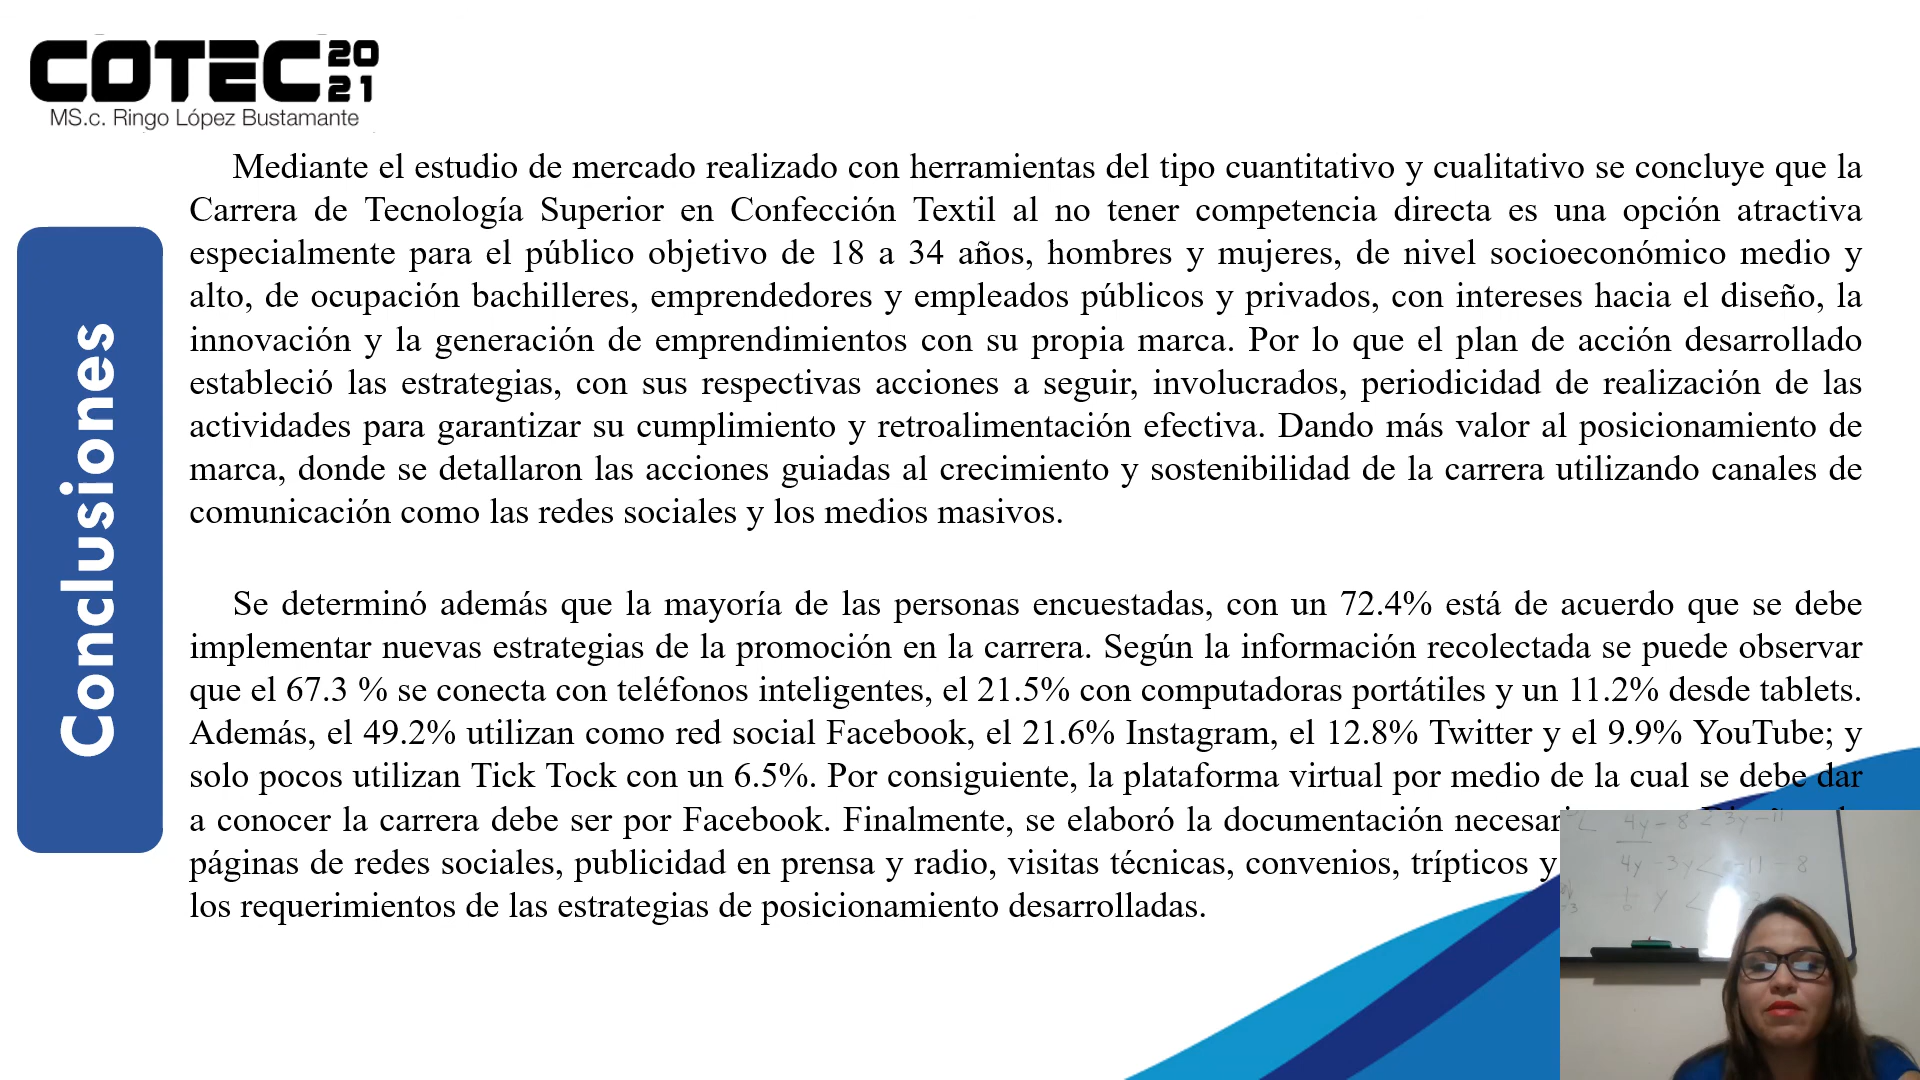 COTEC 20
21
MS.c. Ringo López Bustamante
Mediante el estudio de mercado realizado con herramientas del tipo cuantitativo y cualitativo se concluye que la
Carrera de Tecnología Superior en Confección Textil al no tener competencia directa es una opción atractiva
especialmente para el público objetivo de 18 a 34 años, hombres y mujeres, de nivel socioeconómico medio y
alto, de ocupación bachilleres, emprendedores y empleados públicos y privados, con intereses hacia el diseño, la
innovación y la generación de emprendimientos con su propia marca. Por lo que el plan de acción desarrollado
estableció las estrategias, con sus respectivas acciones a seguir, involucrados, periodicidad de realización de las
actividades para garantizar su cumplimiento y retroalimentación efectiva. Dando más valor al posicionamiento de
marca, donde se detallaron las acciones guiadas al crecimiento y sostenibilidad de la carrera utilizando canales de
comunicación como las redes sociales y los medios masivos.
Conclusiones
Se determinó además que la mayoría de las personas encuestadas, con un 72.4% está de acuerdo que se debe
implementar nuevas estrategias de la promoción en la carrera. Según la información recolectada se puede observar
que el 67.3 % se conecta con teléfonos inteligentes, el 21.5% con computadoras portátiles y un 11.2% desde tablets.
Además, el 49.2% utilizan como red social Facebook, el 21.6% Instagram, el 12.8% Twitter y el 9.9% YouTube; y
solo pocos utilizan Tick Tock con un 6.5%. Por consiguiente, la plataforma virtual por medio de la cual se debe dar
a conocer la carrera debe ser por Facebook. Finalmente, se elaboró la documentación
páginas de redes sociales, publicidad en prensa y radio, visitas técnicas, convenios, trípticos y
los requerimientos de las estrategias de posicionamiento desarrolladas.
4y - 8 < 3y - 11
4y - 3y < -11 - 8